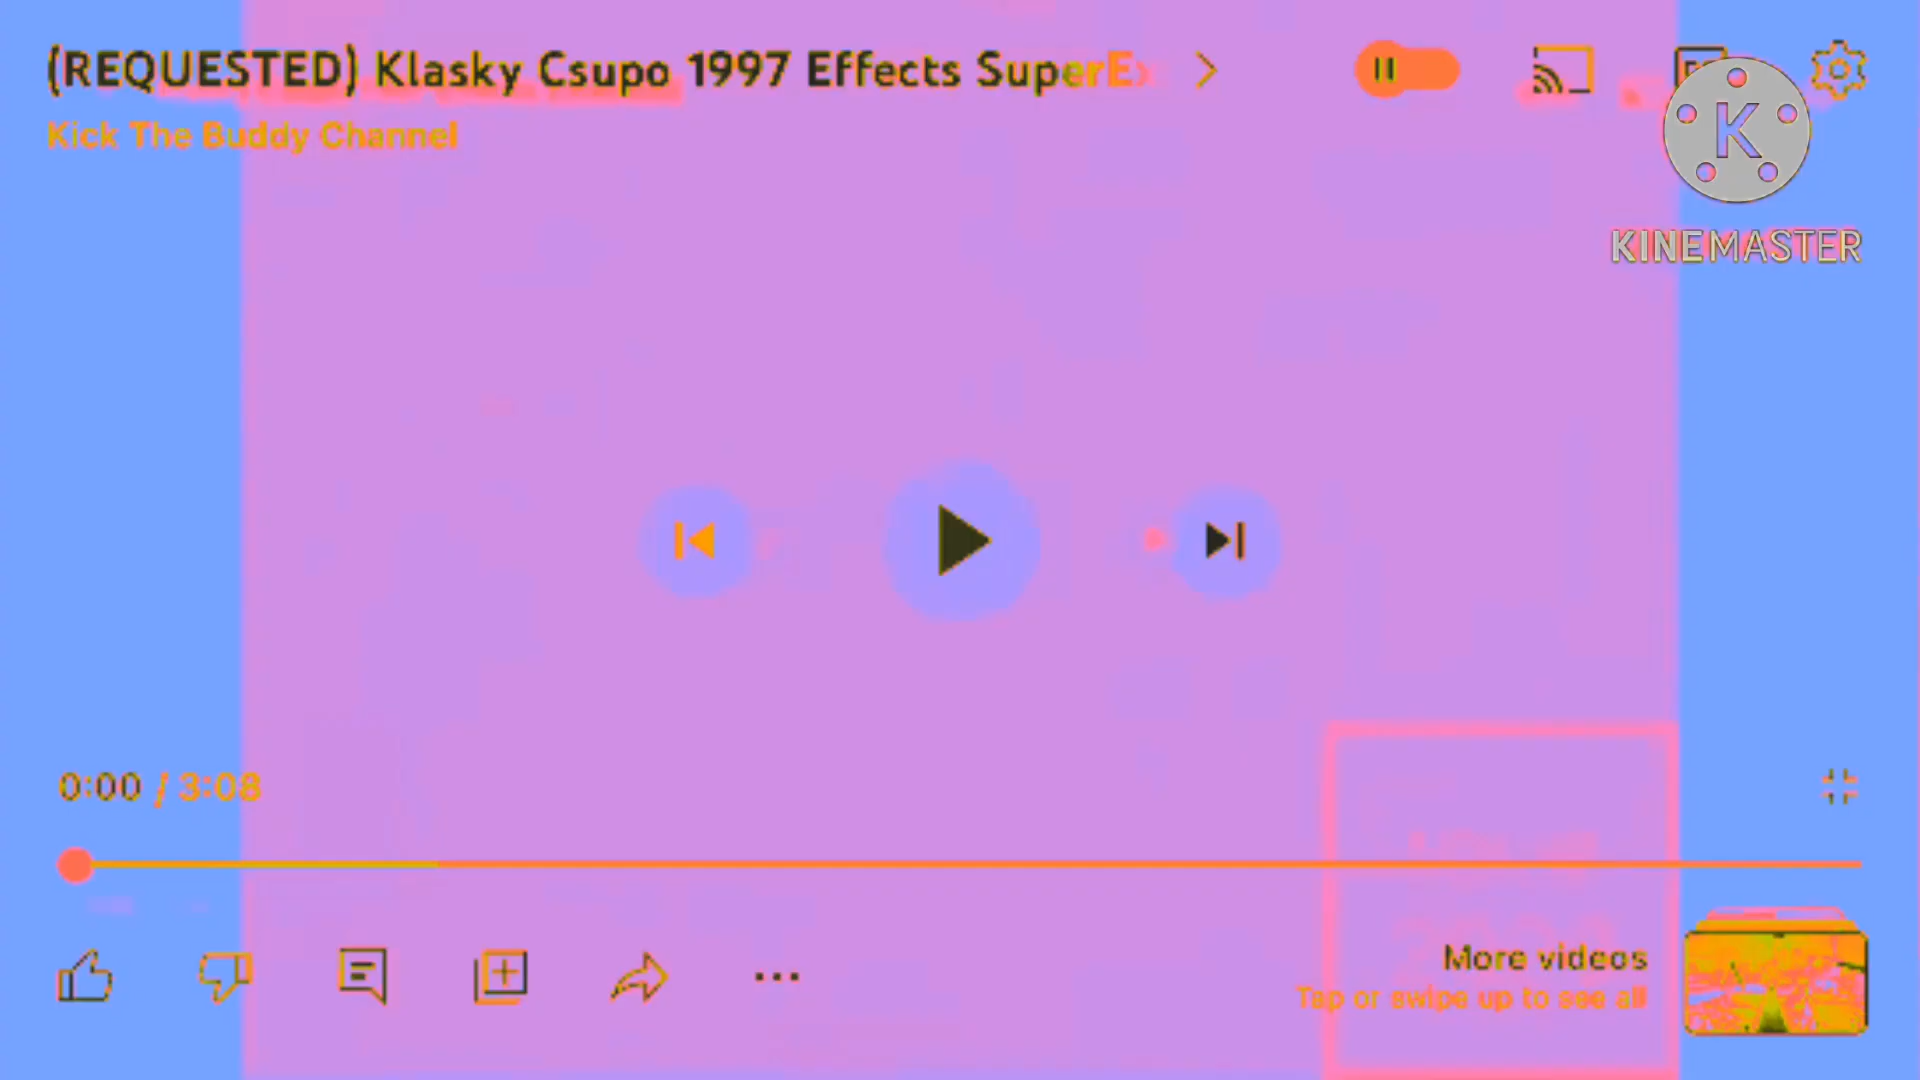 (REQUESTED) Klasky Csupo 1997 Effects SuperEx
Kick The Buddy Channel
K
KINEMASTER
0:00 / 3:08
More videos
Tap or swipe up to see all